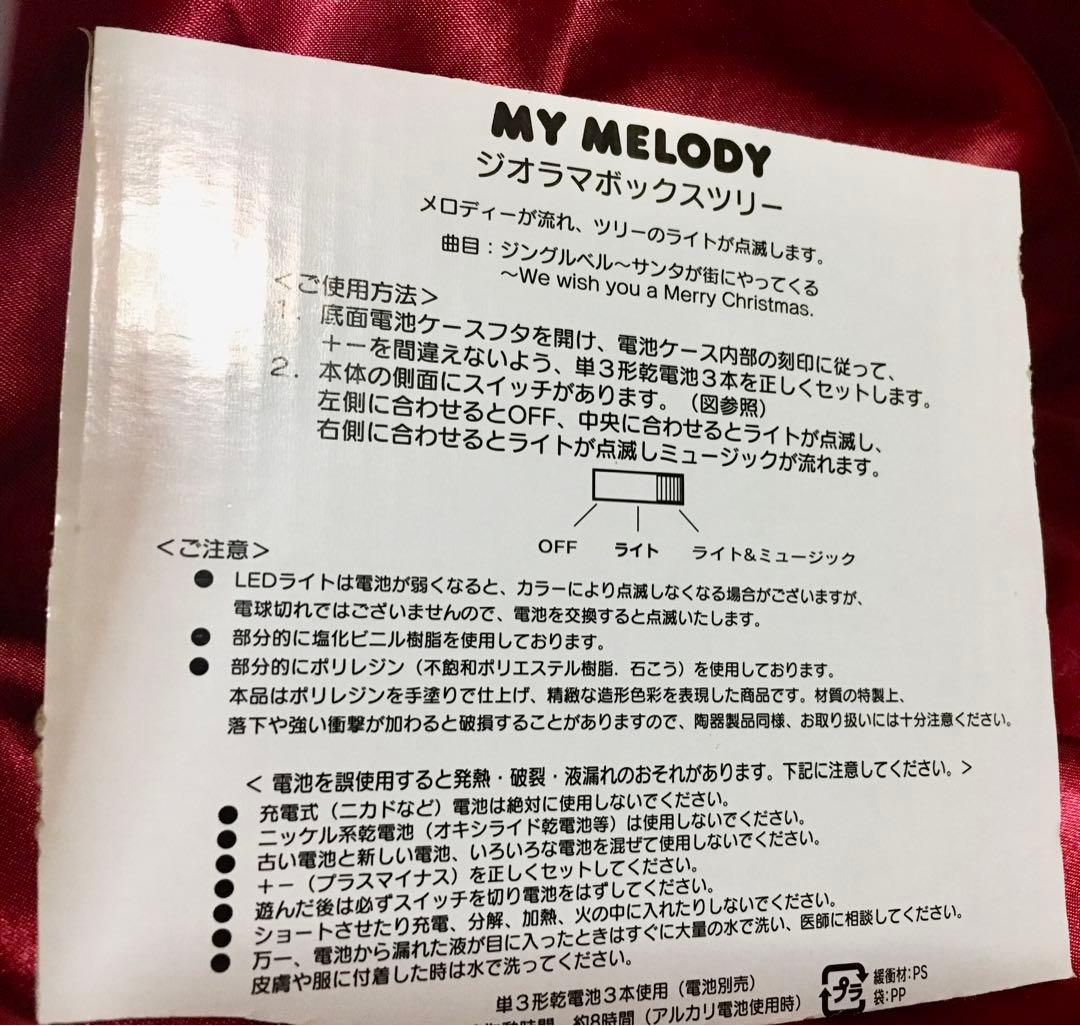 MY MELODY
ジオラマボックスツリー
メロディーが流れ、ツリーのライトが点滅します。
曲目：ジングルベル～サンタが街にやってくる
～We wish you a Merry Christmas.
＜ご使用方法＞
1. 底面電池ケースフタを開け、電池ケース内部の刻印に従って、
＋－を間違えないよう、単３形乾電池３本を正しくセットします。
2. 本体の側面にスイッチがあります。（図参照）
左側に合わせるとOFF、中央に合わせるとライトが点滅し、
右側に合わせるとライトが点滅しミュージックが流れます。
OFF ライト ライト&ミュージック
＜ご注意＞
● LEDライトは電池が弱くなると、カラーにより点滅しなくなる場合がございますが、
電球切れではございませんので、電池を交換すると点滅いたします。
● 部分的に塩化ビニル樹脂を使用しております。
● 部分的にポリレジン（不飽和ポリエステル樹脂．石こう）を使用しております。
本品はポリレジンを手塗りで仕上げ、精緻な造形色彩を表現した商品です。材質の特製上、
落下や強い衝撃が加わると破損することがありますので、陶器製品同様、お取り扱いには十分注意ください。
＜ 電池を誤使用すると発熱・破裂・液漏れのおそれがあります。下記に注意してください。＞
● 充電式（ニカドなど）電池は絶対に使用しないでください。
● ニッケル系乾電池（オキシライド乾電池等）は使用しないでください。
● 古い電池と新しい電池、いろいろな電池を混ぜて使用しないでください。
● ＋－（プラスマイナス）を正しくセットしてください。
● 遊んだ後は必ずスイッチを切り電池をはずしてください。
● ショートさせたり充電、分解、加熱、火の中に入れたりしないでください。
● 万一、電池から漏れた液が目に入ったときはすぐに大量の水で洗い、医師に相談してください。
皮膚や服に付着した時は水で洗ってください。
単３形乾電池３本使用（電池別売）
時間 約8時間（アルカリ電池使用時）
プラ
緩衝材：PS
袋：PP